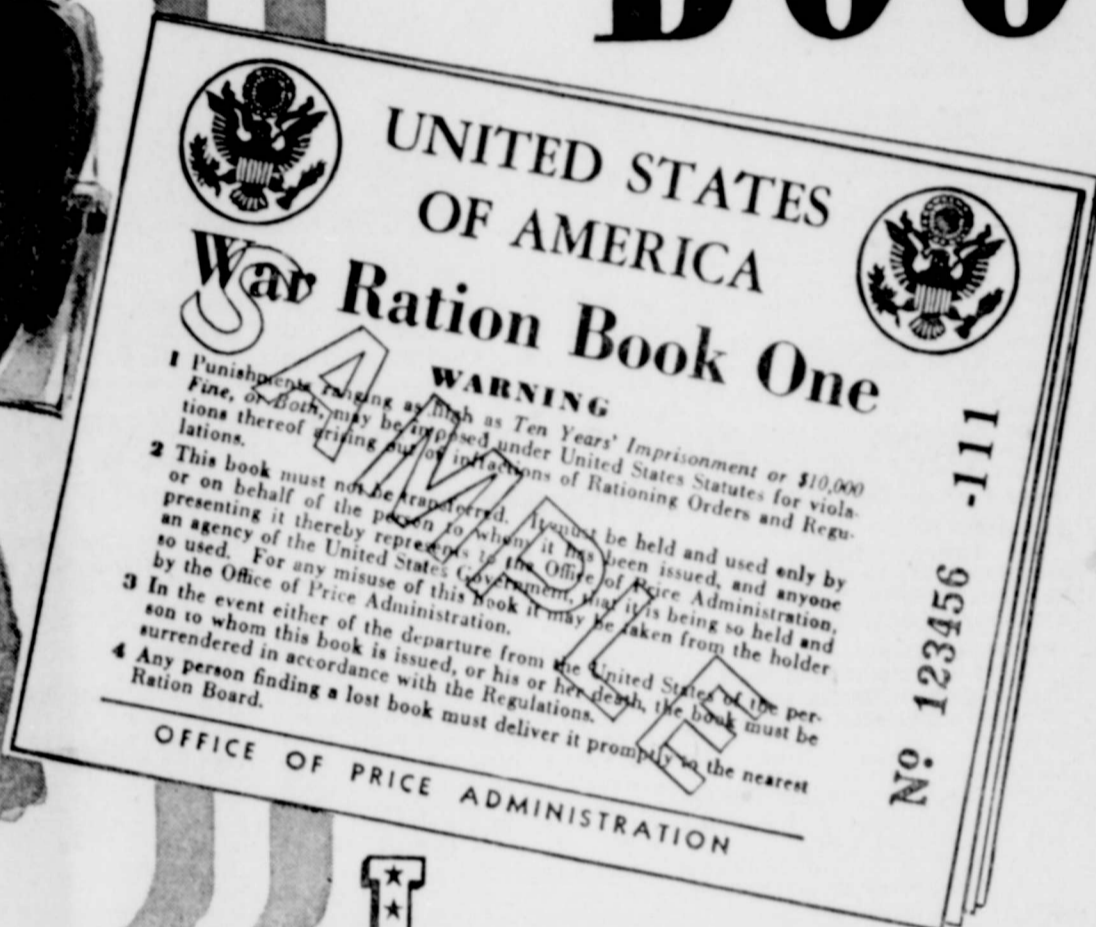 BOO
UNITED STATES
OF AMERICA
War Ration Book One
WARNING
1 Punishments ranging as high as Ten Years' Imprisonment or $10,000
Fine, or Both, may be imposed under United States Statutes for viola-
tions thereof arising out of infractions of Rationing Orders and Regu-
lations.
2 This book must not be transferred. It must be held and used only by
or on behalf of the person to whom it has been issued, and anyone
presenting it thereby represents to the Office of Price Administration,
an agency of the United States Government, that it is being so held and
so used. For any misuse of this book it may be taken from the holder
by the Office of Price Administration.
3 In the event either of the departure from the United States of the per-
son to whom this book is issued, or his or her death, the book must be
surrendered in accordance with the Regulations.
4 Any person finding a lost book must deliver it promptly to the nearest
Ration Board.
OFFICE OF PRICE ADMINISTRATION
SAMPLE
Nº 123456 -111